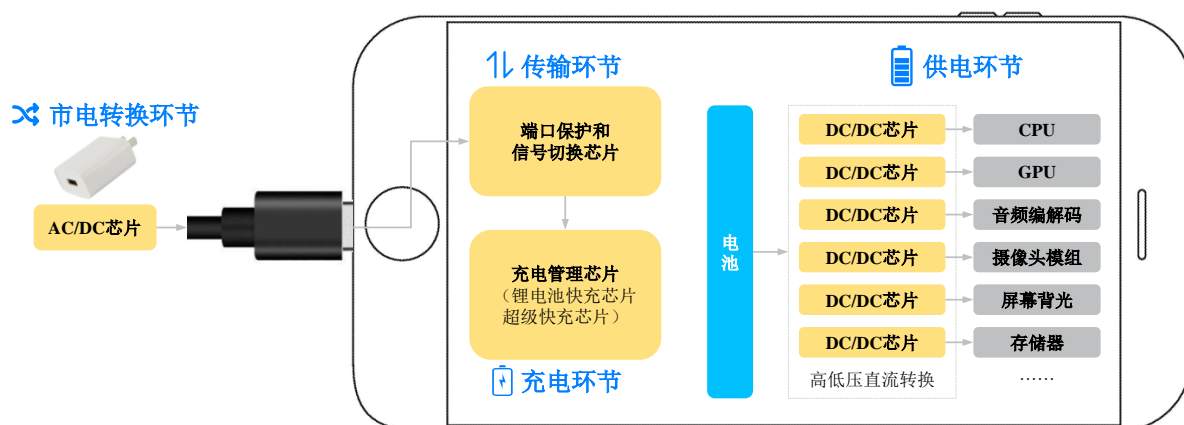 市电转换环节
AC/DC芯片
传输环节
端口保护和
信号切换芯片
充电管理芯片
（锂电池快充芯片
超级快充芯片）
充电环节
电
池
供电环节
DC/DC芯片
CPU
DC/DC芯片
GPU
DC/DC芯片
音频编解码
DC/DC芯片
摄像头模组
DC/DC芯片
屏幕背光
DC/DC芯片
存储器
高低压直流转换
……